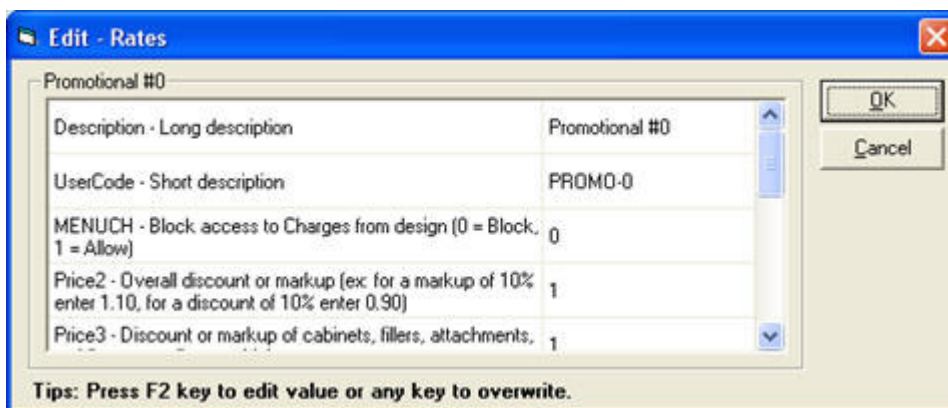 Edit - Rates
Promotional #0
OK
Cancel
Description - Long description
Promotional #0
UserCode - Short description
PROMO-0
MENUCH - Block access to Charges from design (0 = Block,
1 = Allow)
0
Price2 - Overall discount or markup (ex: for a markup of 10%
enter 1.10, for a discount of 10% enter 0.90)
1
Price3 - Discount or markup of cabinets, fillers, attachments,
1
Tips: Press F2 key to edit value or any key to overwrite.